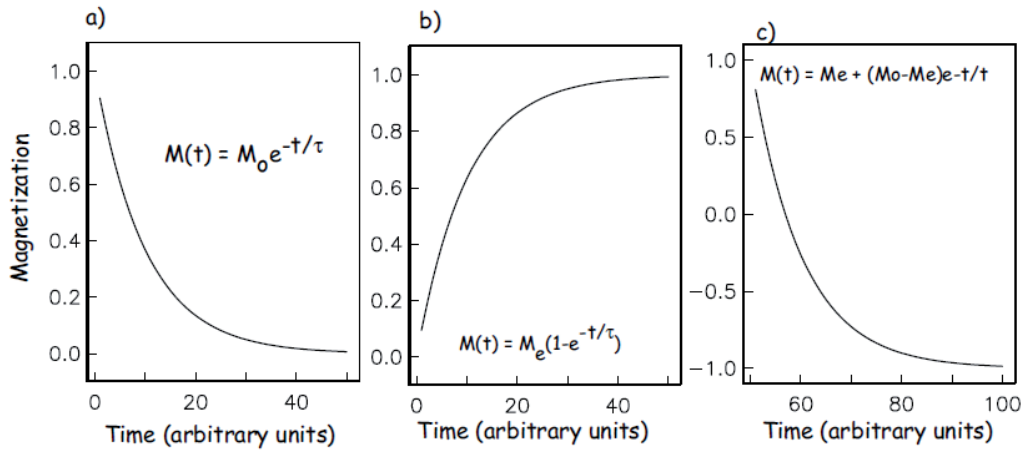 a)
Magnetization
1.0
0.8
0.6
0.4
0.2
0.0
M(t) = M₀e^{-t/τ}
0
20
40
Time (arbitrary units)
b)
1.0
0.8
0.6
0.4
0.2
0.0
M(t) = Mₑ(1-e^{-t/τ})
0
20
40
Time (arbitrary units)
c)
1.0
0.5
0.0
−0.5
−1.0
M(t) = Me + (Mo-Me)e-t/t
60
80
100
Time (arbitrary units)